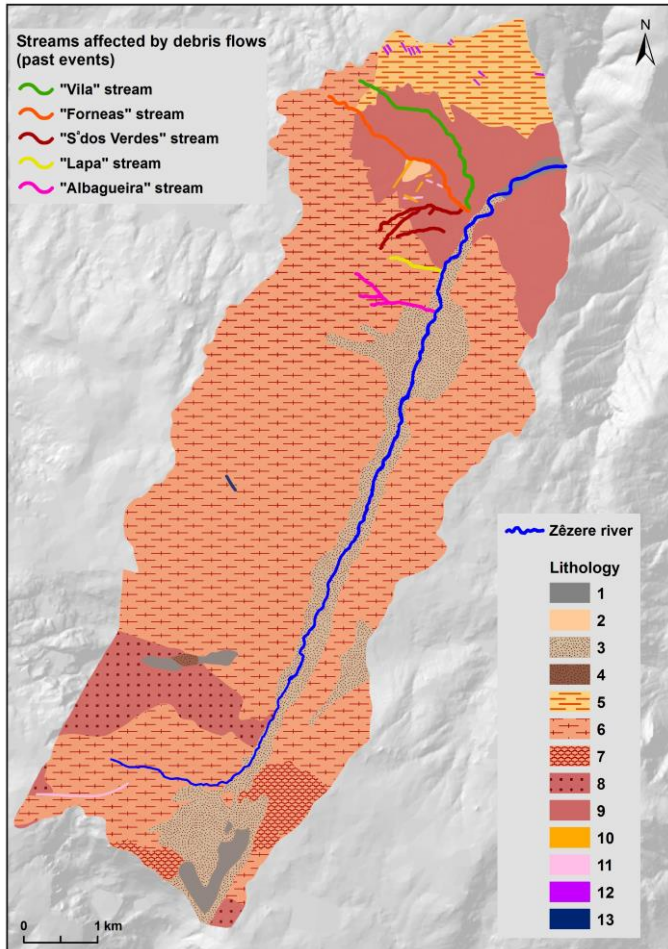 Streams affected by debris flows
(past events)
"Vila" stream
"Forneas" stream
"Sª dos Verdes" stream
"Lapa" stream
"Albagueira" stream
N
Zêzere river
Lithology
1
2
3
4
5
6
7
8
9
10
11
12
13
0 1 km